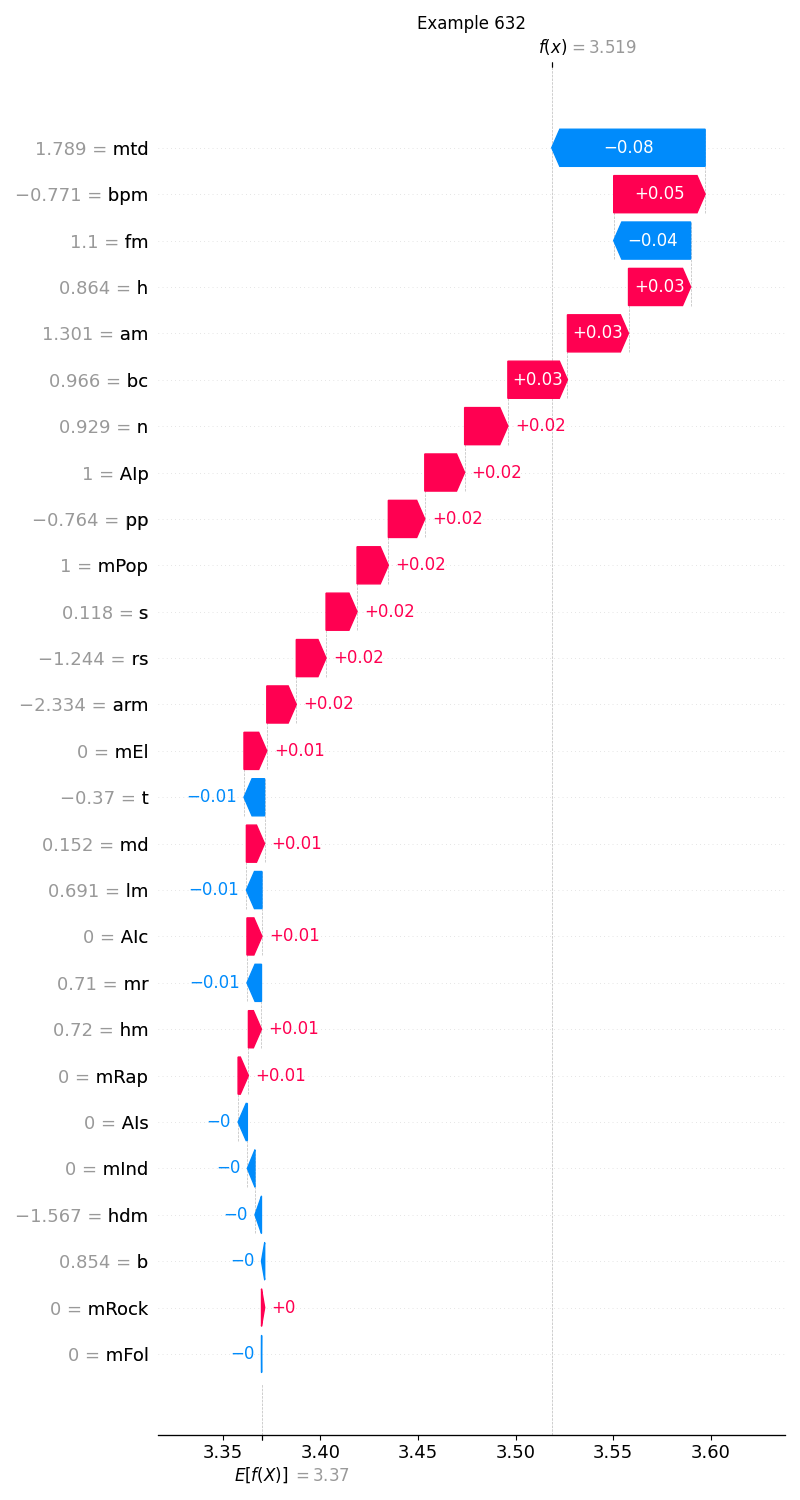 Example 632
f(x) = 3.519
1.789 = mtd −0.08
−0.771 = bpm +0.05
1.1 = fm −0.04
0.864 = h +0.03
1.301 = am +0.03
0.966 = bc +0.03
0.929 = n +0.02
1 = AIp +0.02
−0.764 = pp +0.02
1 = mPop +0.02
0.118 = s +0.02
−1.244 = rs +0.02
−2.334 = arm +0.02
0 = mEl +0.01
−0.37 = t −0.01
0.152 = md +0.01
0.691 = lm −0.01
0 = AIc +0.01
0.71 = mr −0.01
0.72 = hm +0.01
0 = mRap +0.01
0 = AIs −0
0 = mInd −0
−1.567 = hdm −0
0.854 = b −0
0 = mRock +0
0 = mFol −0
3.35 3.40 3.45 3.50 3.55 3.60
E[f(X)] = 3.37